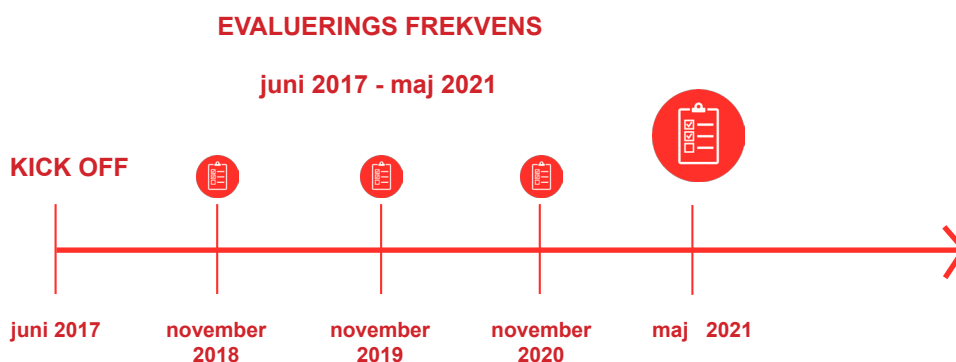 EVALUERINGS FREKVENS
juni 2017 - maj 2021
KICK OFF
juni 2017
november
2018
november
2019
november
2020
maj 2021